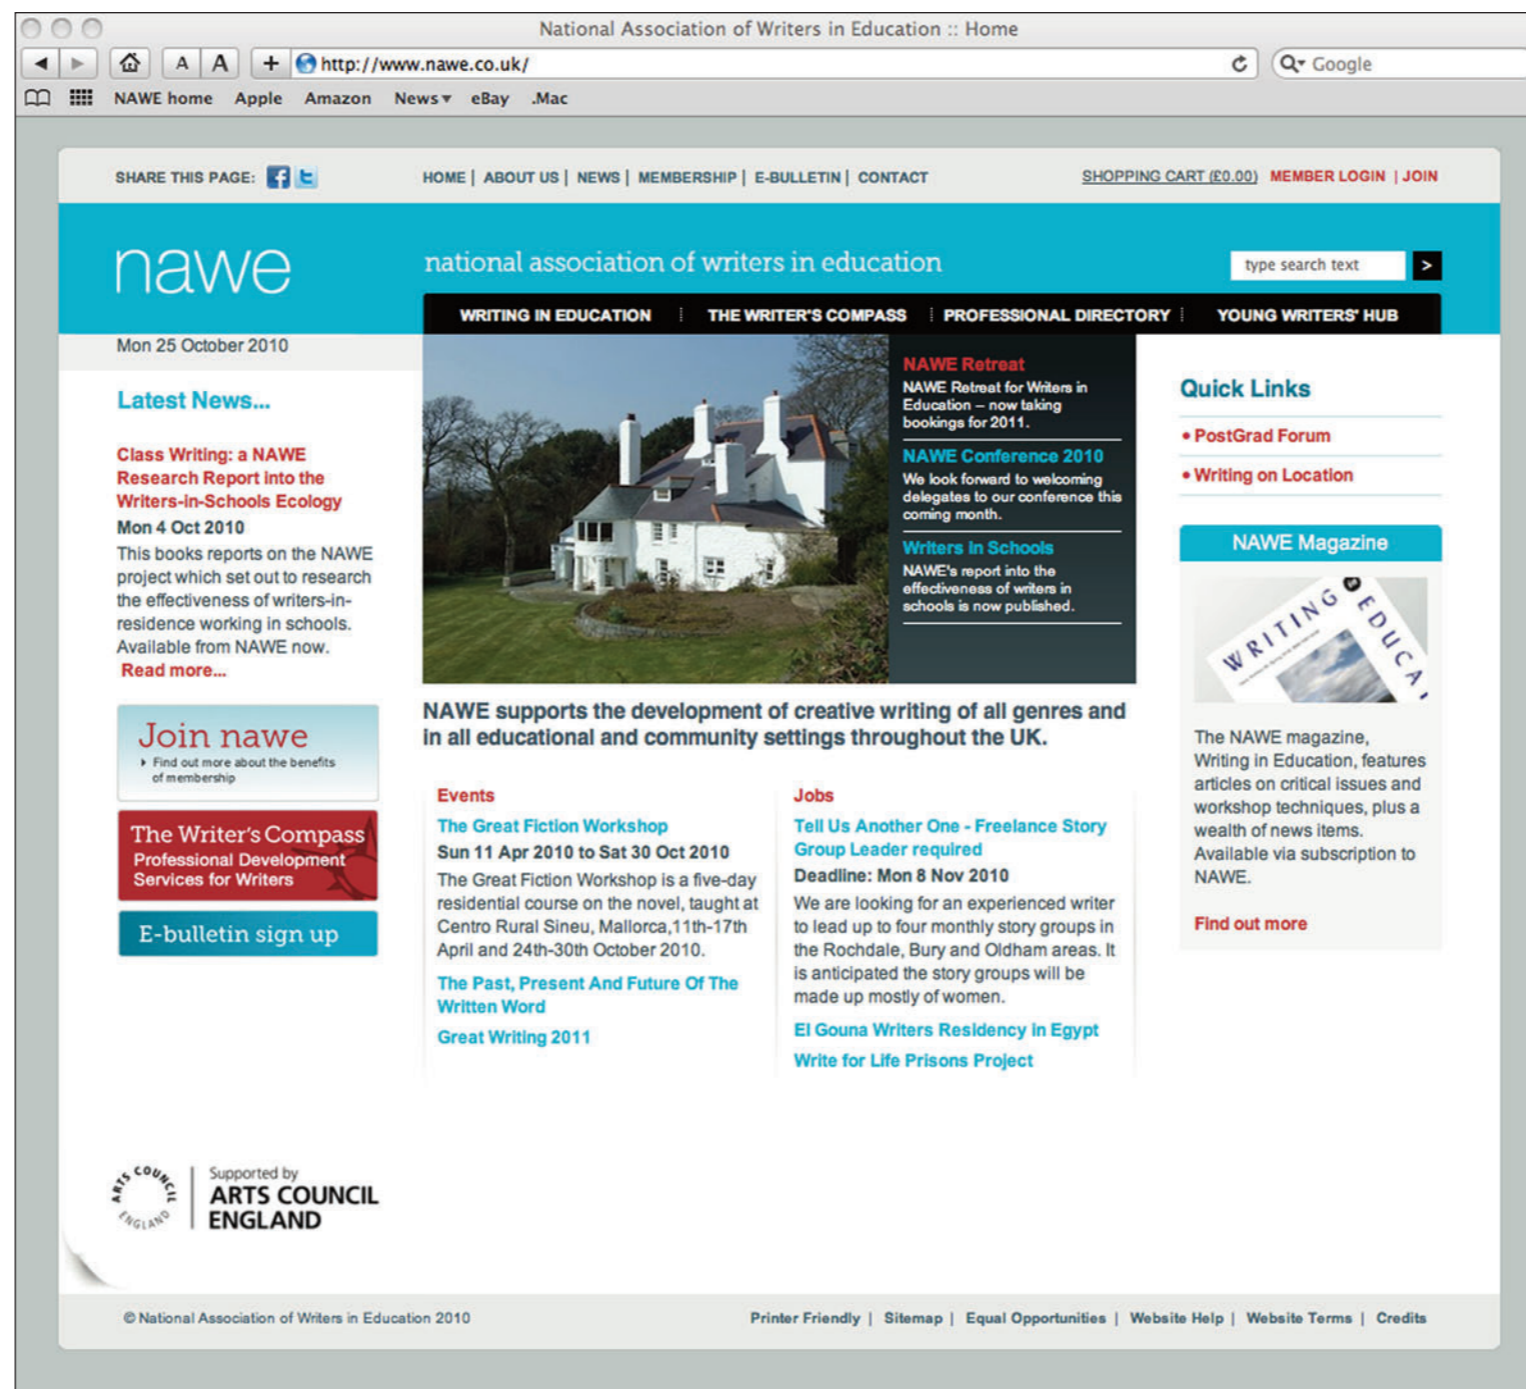 National Association of Writers in Education :: Home
A A + http://www.nawe.co.uk/ Google
NAWE home Apple Amazon News eBay .Mac
SHARE THIS PAGE:
HOME | ABOUT US | NEWS | MEMBERSHIP | E-BULLETIN | CONTACT
SHOPPING CART (£0.00) MEMBER LOGIN | JOIN
nawe
national association of writers in education
type search text >
WRITING IN EDUCATION
THE WRITER'S COMPASS
PROFESSIONAL DIRECTORY
YOUNG WRITERS' HUB
Mon 25 October 2010
Latest News...
Class Writing: a NAWE
Research Report into the
Writers-in-Schools Ecology
Mon 4 Oct 2010
This books reports on the NAWE
project which set out to research
the effectiveness of writers-in-
residence working in schools.
Available from NAWE now.
Read more...
Join nawe
Find out more about the benefits
of membership
The Writer's Compass
Professional Development
Services for Writers
E-bulletin sign up
NAWE Retreat
NAWE Retreat for Writers in
Education – now taking
bookings for 2011.
NAWE Conference 2010
We look forward to welcoming
delegates to our conference this
coming month.
Writers in Schools
NAWE's report into the
effectiveness of writers in
schools is now published.
NAWE supports the development of creative writing of all genres and
in all educational and community settings throughout the UK.
Events
The Great Fiction Workshop
Sun 11 Apr 2010 to Sat 30 Oct 2010
The Great Fiction Workshop is a five-day
residential course on the novel, taught at
Centro Rural Sineu, Mallorca,11th-17th
April and 24th-30th October 2010.
The Past, Present And Future Of The
Written Word
Great Writing 2011
Jobs
Tell Us Another One - Freelance Story
Group Leader required
Deadline: Mon 8 Nov 2010
We are looking for an experienced writer
to lead up to four monthly story groups in
the Rochdale, Bury and Oldham areas. It
is anticipated the story groups will be
made up mostly of women.
El Gouna Writers Residency in Egypt
Write for Life Prisons Project
Quick Links
• PostGrad Forum
• Writing on Location
NAWE Magazine
WRITING
EDUCA
The NAWE magazine,
Writing in Education, features
articles on critical issues and
workshop techniques, plus a
wealth of news items.
Available via subscription to
NAWE.
Find out more
ARTS COUNCIL
ENGLAND
Supported by
ARTS COUNCIL
ENGLAND
© National Association of Writers in Education 2010
Printer Friendly | Sitemap | Equal Opportunities | Website Help | Website Terms | Credits